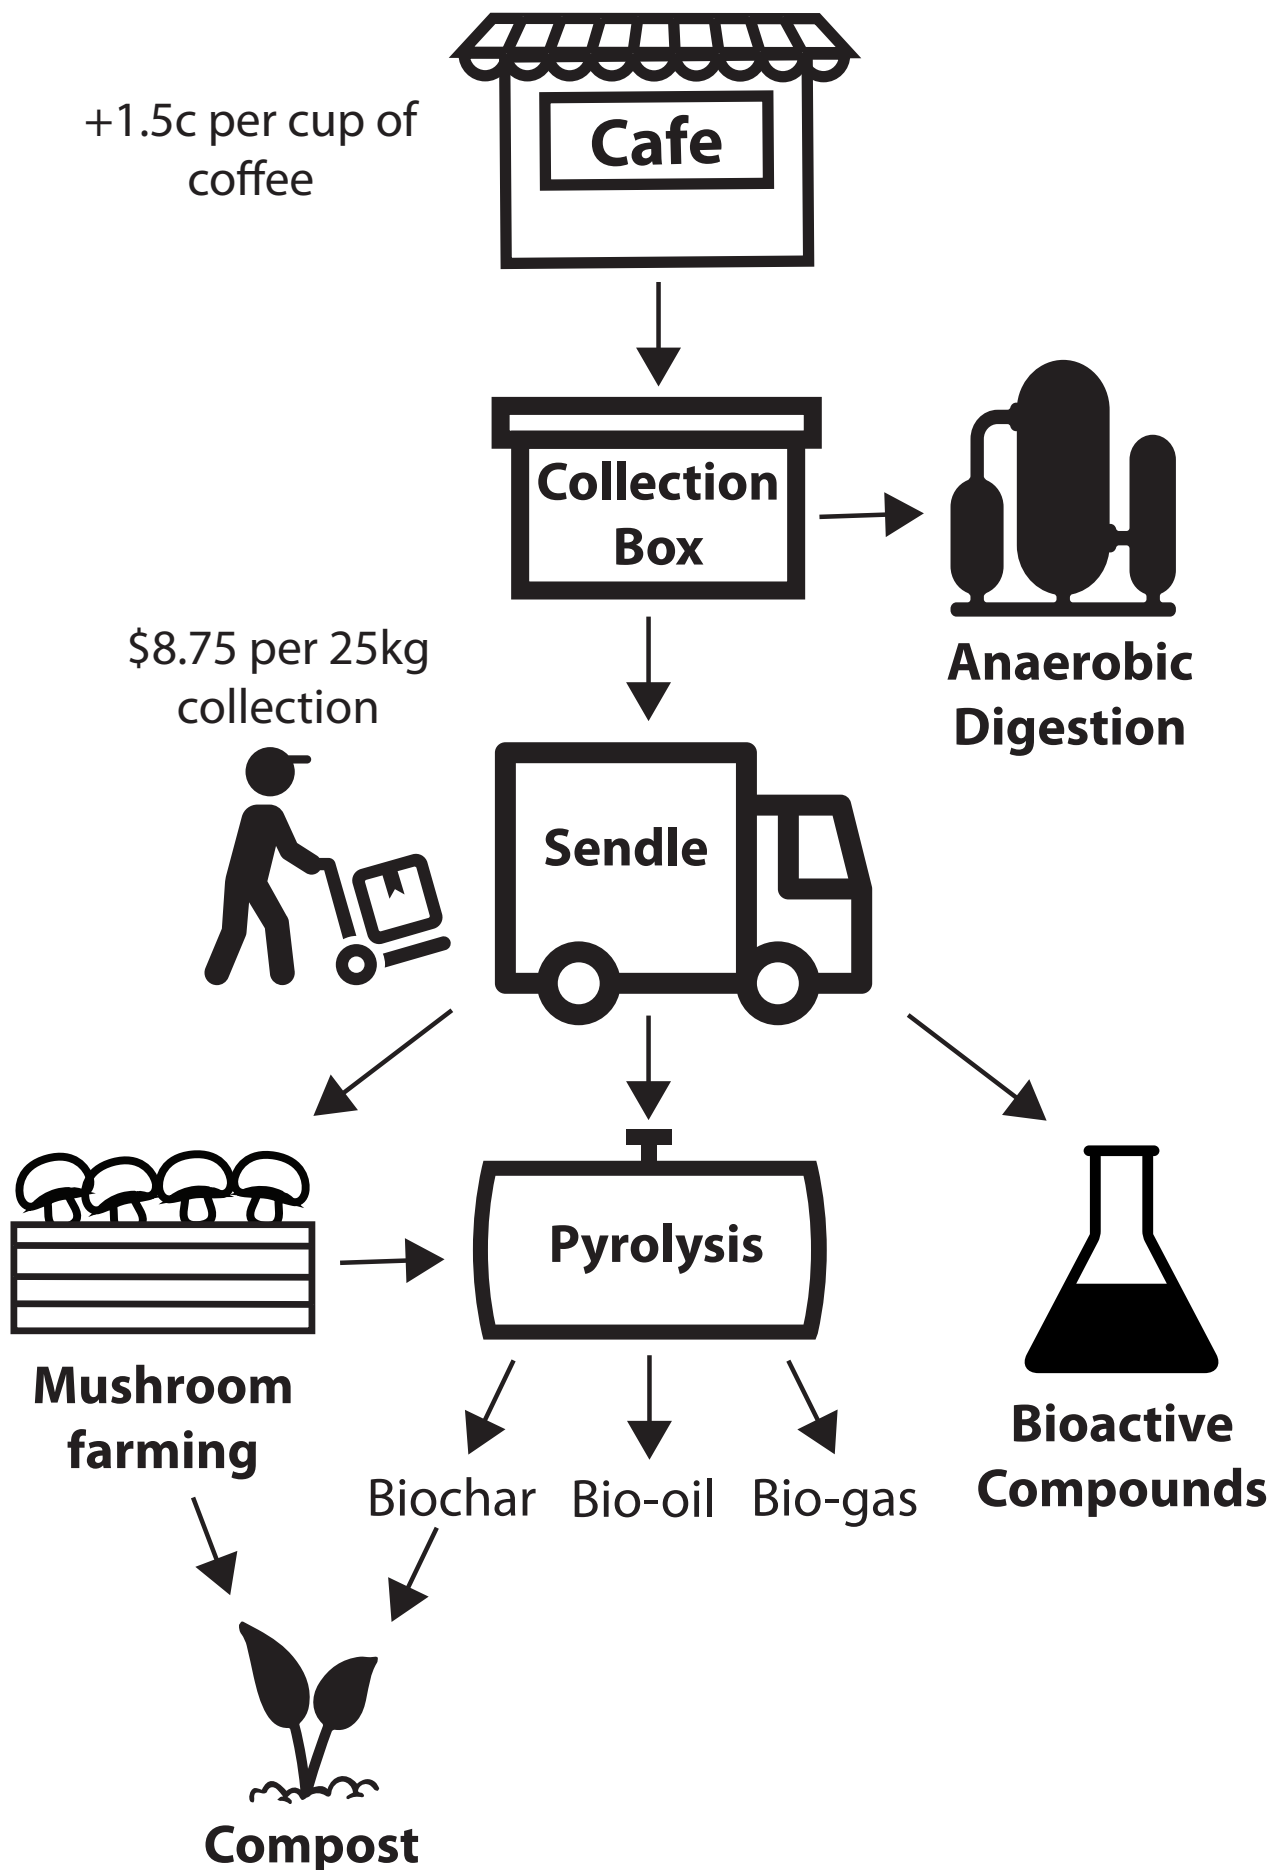 +1.5c per cup of
coffee
Cafe
Collection
Box
Anaerobic
Digestion
$8.75 per 25kg
collection
Sendle
Mushroom
farming
Pyrolysis
Bioactive
Compounds
Biochar
Bio-oil
Bio-gas
Compost